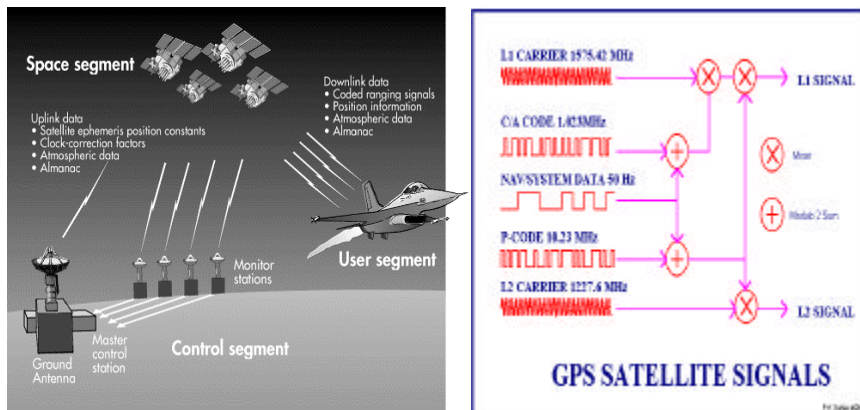 Space segment
Downlink data
• Coded ranging signals
• Position information
• Atmospheric data
• Almanac
Uplink data
• Satellite ephemeris position constants
• Clock-correction factors
• Atmospheric data
• Almanac
Monitor
stations
User segment
Master
control
station
Control segment
Ground
Antenna
L1 CARRIER 1575.42 MHz
L1 SIGNAL
C/A CODE 1.023MHz
NAV/SYSTEM DATA 50 Hz
P-CODE 10.23 MHz
L2 CARRIER 1227.6 MHz
L2 SIGNAL
Mixer
Modulo 2 Sum
GPS SATELLITE SIGNALS